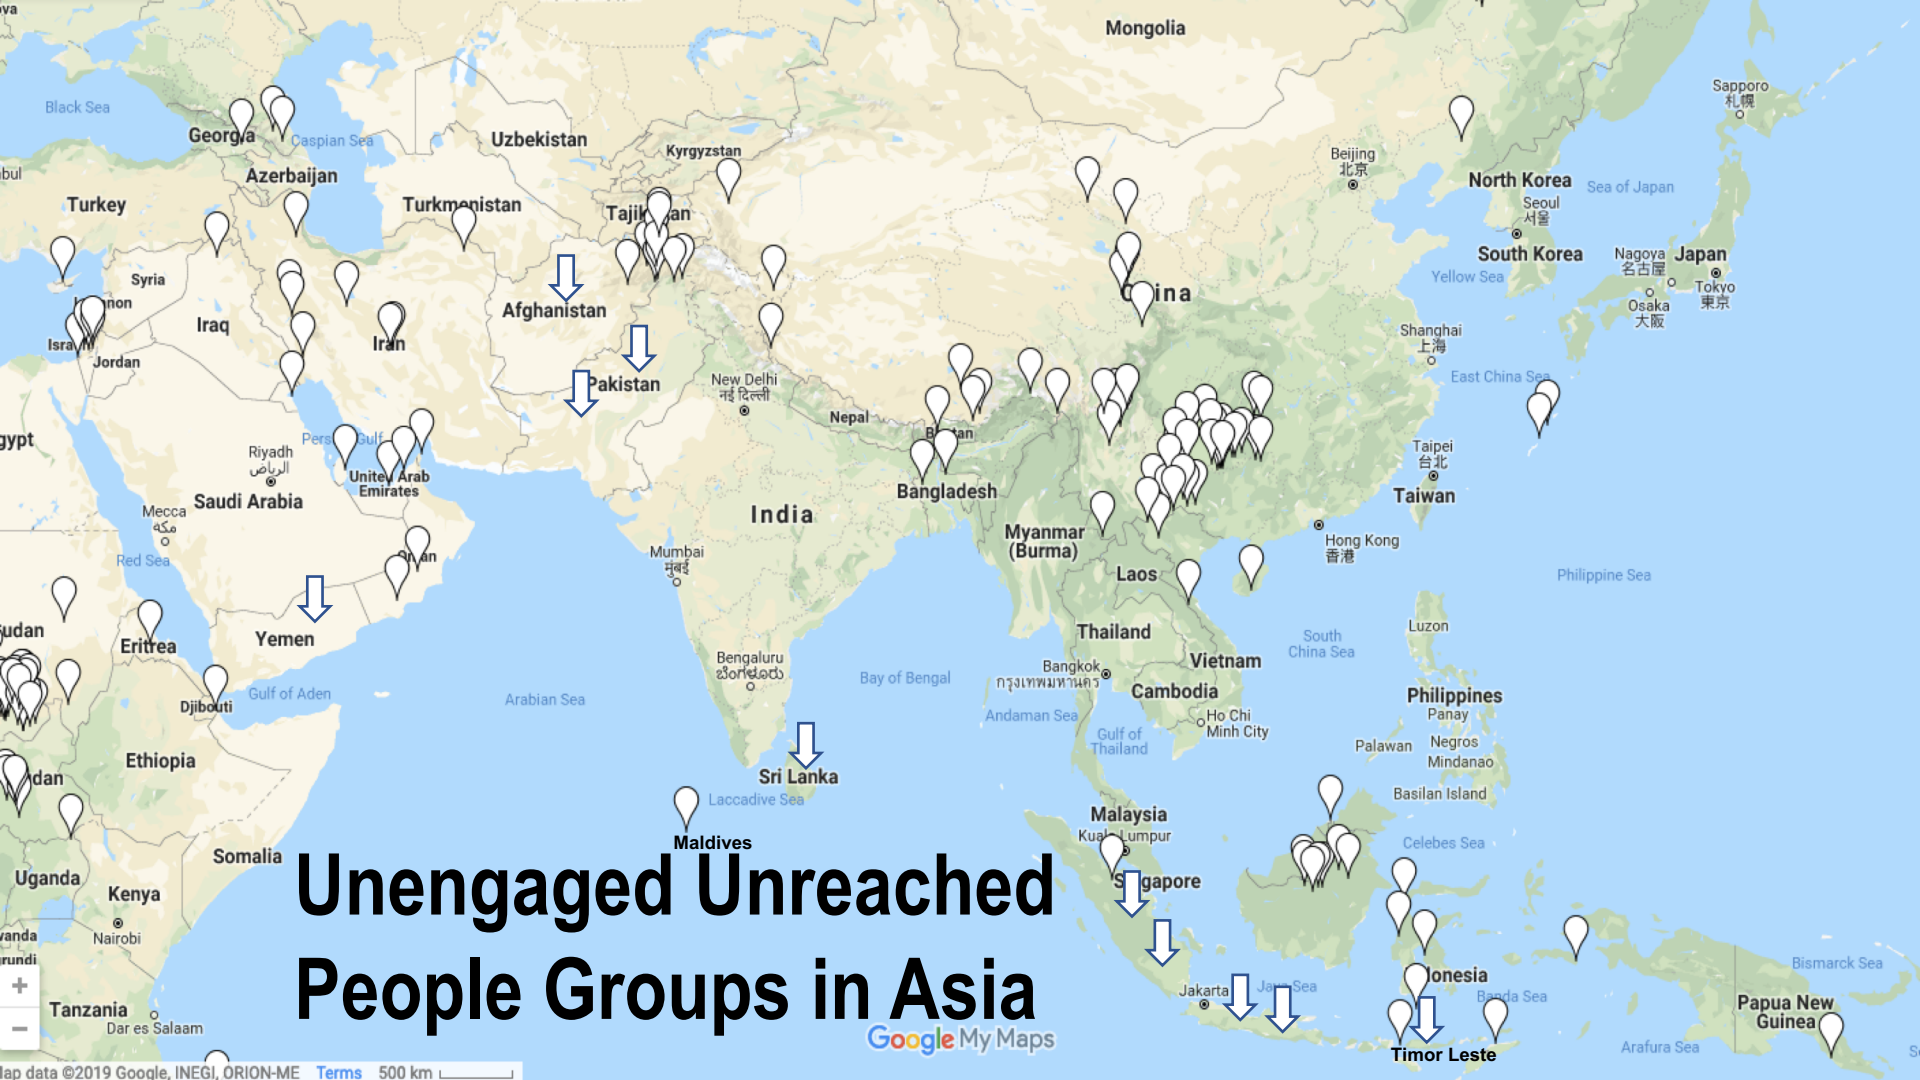 Mongolia
Sapporo
札幌
Black Sea
Georgia
Caspian Sea
Uzbekistan
Kyrgyzstan
Beijing
北京
Azerbaijan
North Korea
Sea of Japan
Turkey
Turkmenistan
Seoul
서울
South Korea
Nagoya
名古屋
Japan
Tokyo
東京
Syria
Yellow Sea
Osaka
大阪
Afghanistan
Iraq
Iran
Shanghai
上海
Jordan
Pakistan
New Delhi
नई दिल्ली
East China Sea
Nepal
Riyadh
الرياض
United Arab
Emirates
Taipei
台北
Saudi Arabia
Bangladesh
Taiwan
Mecca
مكة
India
Myanmar
(Burma)
Hong Kong
香港
Red Sea
Mumbai
मुंबई
Laos
Philippine Sea
Luzon
Eritrea
Yemen
Thailand
South
China Sea
Bengaluru
ಬೆಂಗಳೂರು
Bangkok
กรุงเทพมหานคร
Vietnam
Bay of Bengal
Gulf of Aden
Arabian Sea
Cambodia
Philippines
Djibouti
Andaman Sea
Panay
Ho Chi
Minh City
Gulf of
Thailand
Palawan
Negros
Mindanao
Ethiopia
Sri Lanka
Laccadive Sea
Basilan Island
Malaysia
Kuala Lumpur
Maldives
Celebes Sea
Somalia
Uganda
Kenya
Unengaged Unreached
People Groups in Asia
Nairobi
Bismarck Sea
Jakarta
Java Sea
Banda Sea
Papua New
Guinea
Tanzania
Dar es Salaam
Google My Maps
Timor Leste
Arafura Sea
Map data ©2019 Google, INEGI, ORION-ME Terms 500 km